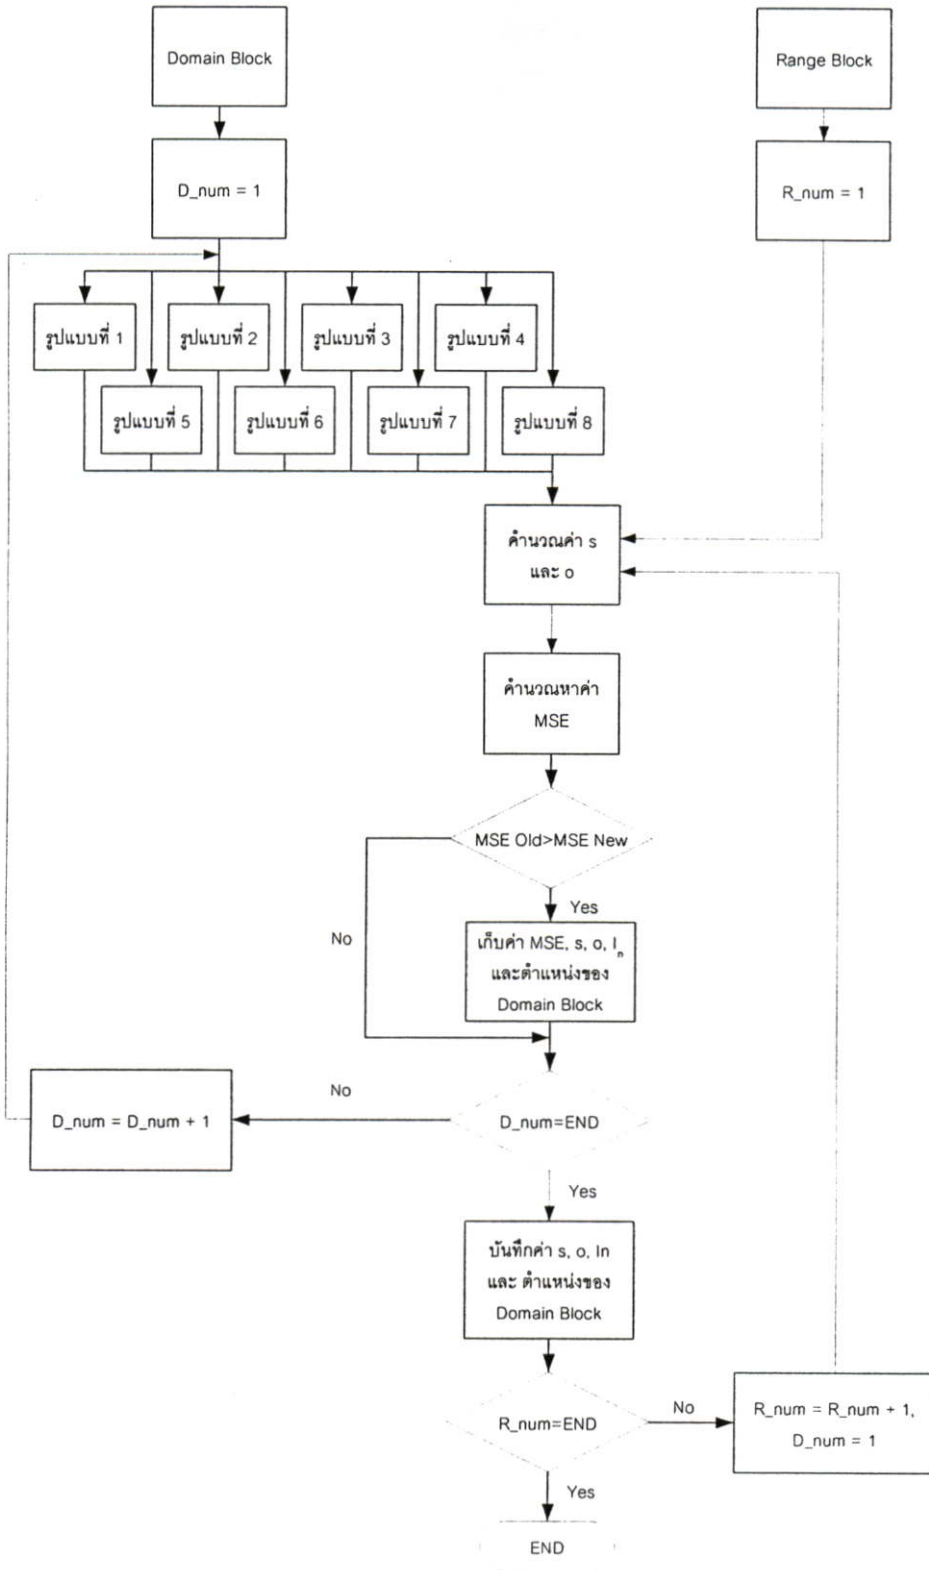 Domain Block
Range Block
D_num = 1
R_num = 1
รูปแบบที่ 1
รูปแบบที่ 2
รูปแบบที่ 3
รูปแบบที่ 4
รูปแบบที่ 5
รูปแบบที่ 6
รูปแบบที่ 7
รูปแบบที่ 8
คำนวณค่า s
และ o
คำนวณหาค่า
MSE
MSE Old>MSE New
Yes
No
เก็บค่า MSE, s, o, Iₙ
และตำแหน่งของ
Domain Block
No
D_num = D_num + 1
D_num=END
Yes
บันทึกค่า s, o, In
และ ตำแหน่งของ
Domain Block
R_num=END
No
R_num = R_num + 1,
D_num = 1
Yes
END